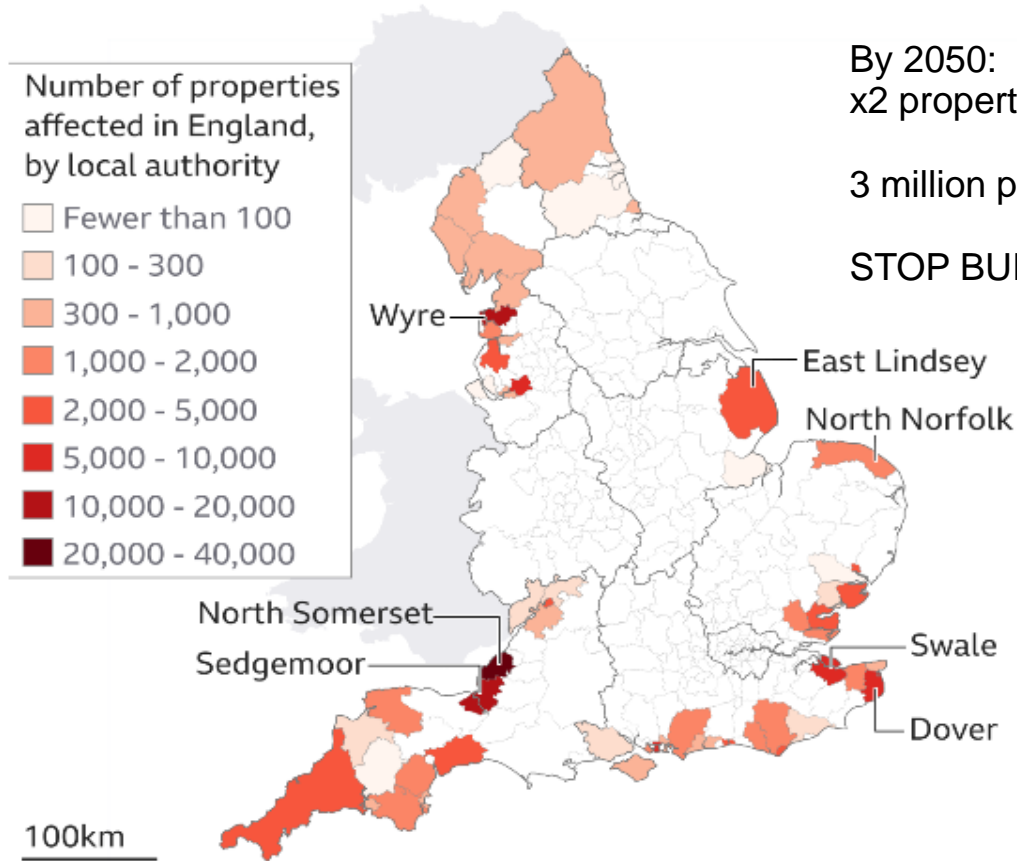 Number of properties
affected in England,
by local authority
Fewer than 100
100 - 300
300 - 1,000
1,000 - 2,000
2,000 - 5,000
5,000 - 10,000
10,000 - 20,000
20,000 - 40,000
By 2050:
x2
3 million
STOP
Wyre
East Lindsey
North Norfolk
North Somerset
Sedgemoor
Swale
Dover
100km